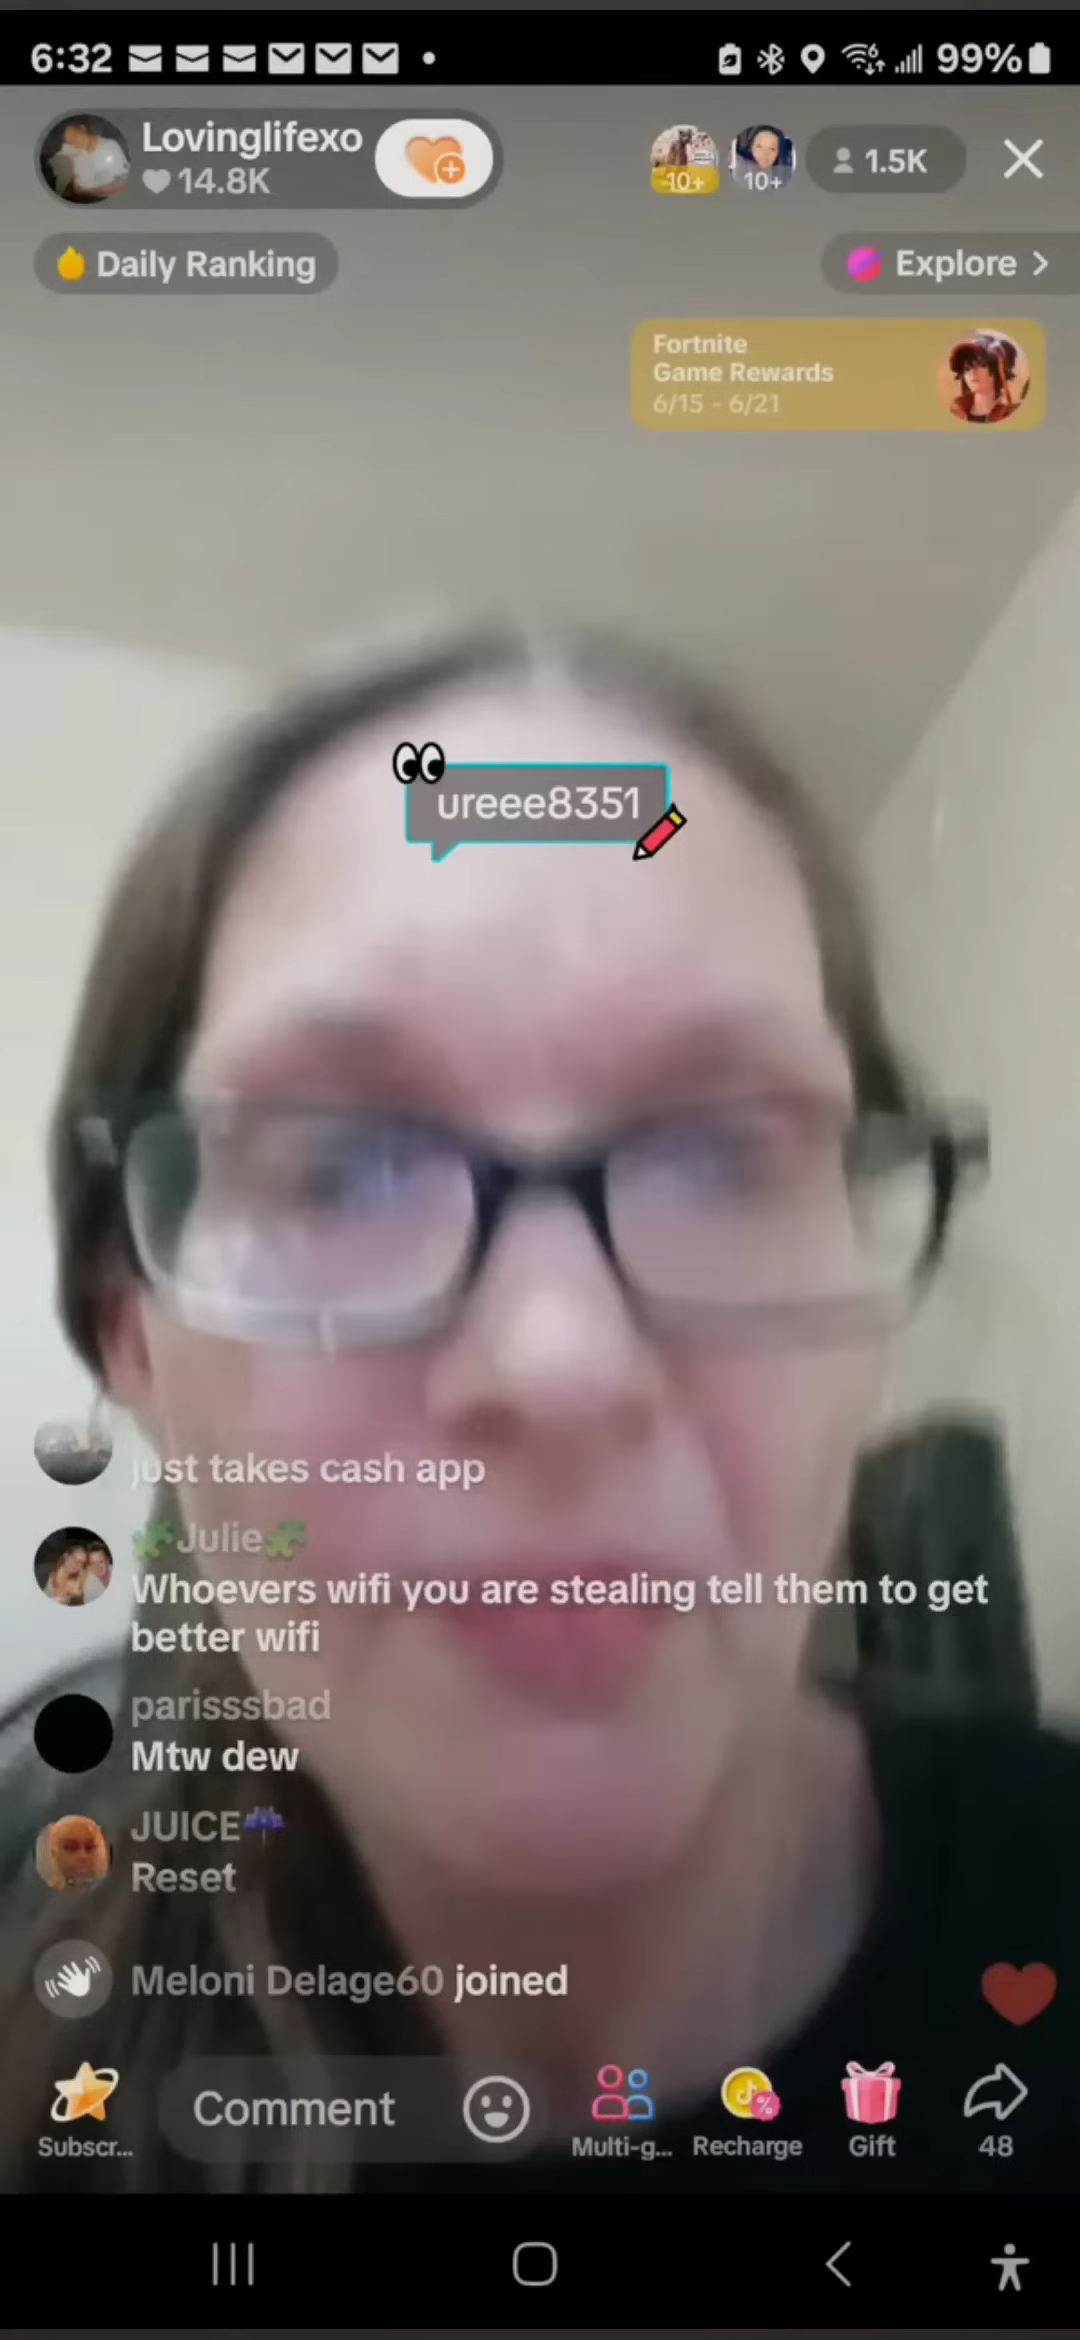 6:32
99%
Lovinglifexo
14.8K
10+
10+
1.5K
Daily Ranking
Explore >
Fortnite
Game Rewards
6/15 - 6/21
ureee8351
just takes cash app
Julie
Whoevers wifi you are stealing tell them to get
better wifi
parisssbad
Mtw dew
JUICE
Reset
Meloni Delage60 joined
Comment
Subscr...
Multi-g...
Recharge
Gift
48